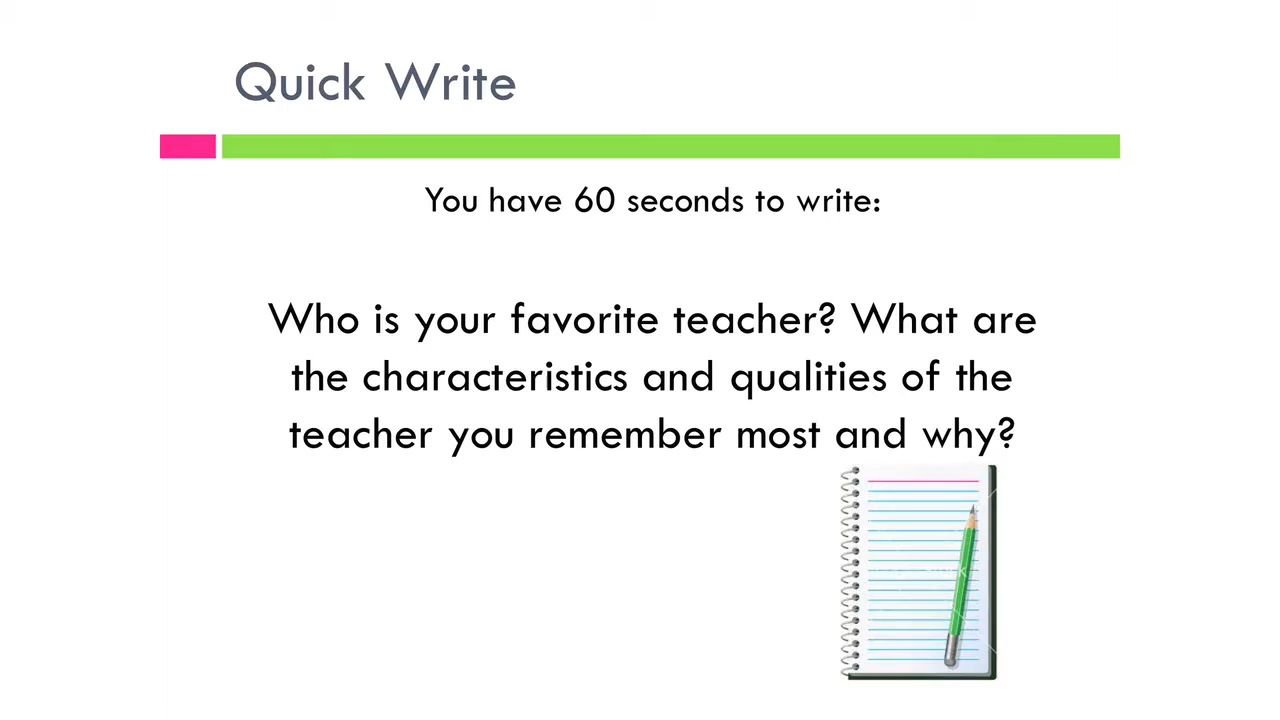 Quick Write
You have 60 seconds to write:
Who is your favorite teacher? What are
the characteristics and qualities of the
teacher you remember most and why?